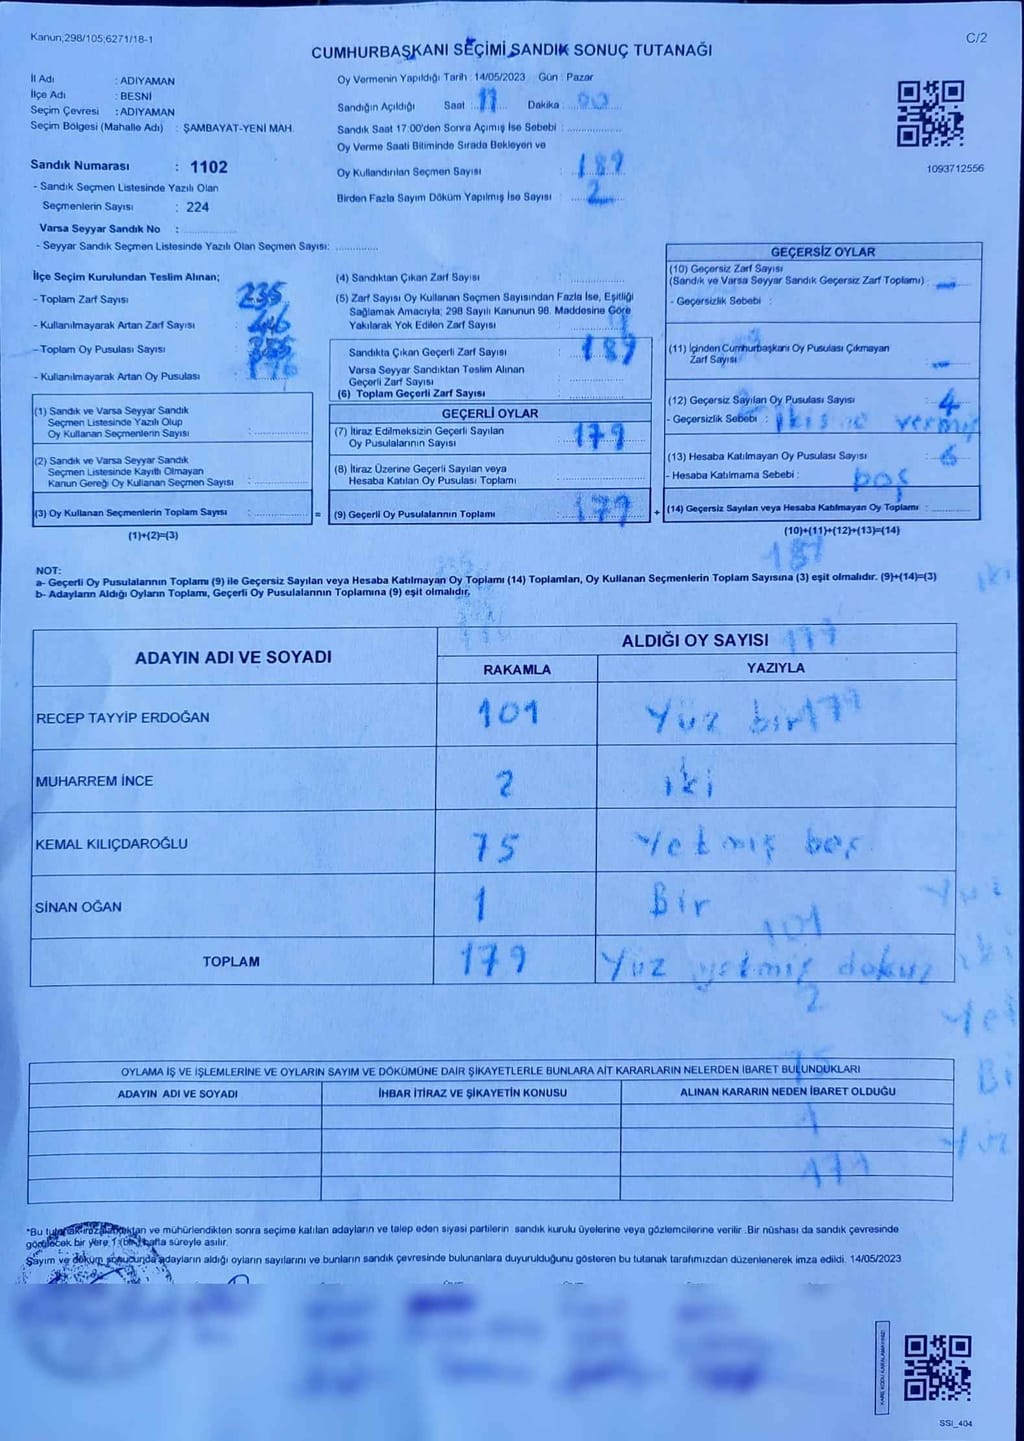 Kanun;298/105;6271/18-1
C/2
CUMHURBAŞKANI SEÇİMİ SANDIK SONUÇ TUTANAĞI
İl Adı : ADIYAMAN
İlçe Adı : BESNİ
Seçim Çevresi : ADIYAMAN
Seçim Bölgesi (Mahalle Adı) : ŞAMBAYAT-YENİ MAH.
Sandık Numarası : 1102
- Sandık Seçmen Listesinde Yazılı Olan
Seçmenlerin Sayısı : 224
Varsa Seyyar Sandık No :
- Seyyar Sandık Seçmen Listesinde Yazılı Olan Seçmen Sayısı:
Oy Vermenin Yapıldığı Tarih : 14/05/2023 Gün : Pazar
Sandığın Açıldığı Saat : 17 Dakika : 00
Sandık Saat 17:00'den Sonra Açımış İse Sebebi :
Oy Verme Saati Bitiminde Sırada Bekleyen ve
Oy Kullandırılan Seçmen Sayısı : 189
Birden Fazla Sayım Döküm Yapılmış İse Sayısı : 2
1093712556
İlçe Seçim Kurulundan Teslim Alınan;
- Toplam Zarf Sayısı 235
- Kullanılmayarak Artan Zarf Sayısı 46
- Toplam Oy Pusulası Sayısı
- Kullanılmayarak Artan Oy Pusulası
(1) Sandık ve Varsa Seyyar Sandık
Seçmen Listesinde Yazılı Olup
Oy Kullanan Seçmenlerin Sayısı :
(2) Sandık ve Varsa Seyyar Sandık
Seçmen Listesinde Kayıtlı Olmayan
Kanun Gereği Oy Kullanan Seçmen Sayısı :
(3) Oy Kullanan Seçmenlerin Toplam Sayısı : =
(1)+(2)=(3)
(4) Sandıktan Çıkan Zarf Sayısı
(5) Zarf Sayısı Oy Kullanan Seçmen Sayısından Fazla İse, Eşitliği
Sağlamak Amacıyla; 298 Sayılı Kanunun 98. Maddesine Göre
Yakılarak Yok Edilen Zarf Sayısı
Sandıkta Çıkan Geçerli Zarf Sayısı : 189
Varsa Seyyar Sandıktan Teslim Alınan
Geçerli Zarf Sayısı
(6) Toplam Geçerli Zarf Sayısı
GEÇERLİ OYLAR
(7) İtiraz Edilmeksizin Geçerli Sayılan
Oy Pusulalarının Sayısı : 179
(8) İtiraz Üzerine Geçerli Sayılan veya
Hesaba Katılan Oy Pusulası Toplamı :
(9) Geçerli Oy Pusulalarının Toplamı : 179 +
GEÇERSİZ OYLAR
(10) Geçersiz Zarf Sayısı
(Sandık ve Varsa Seyyar Sandık Geçersiz Zarf Toplamı) : —
- Geçersizlik Sebebi :
(11) İçinden Cumhurbaşkanı Oy Pusulası Çıkmayan
Zarf Sayısı : —
(12) Geçersiz Sayılan Oy Pusulası Sayısı : 4
- Geçersizlik Sebebi : vermiş
(13) Hesaba Katılmayan Oy Pusulası Sayısı : 6
- Hesaba Katılmama Sebebi : boş
(14) Geçersiz Sayılan veya Hesaba Katılmayan Oy Toplamı :
(10)+(11)+(12)+(13)=(14)
189
NOT:
a- Geçerli Oy Pusulalarının Toplamı (9) ile Geçersiz Sayılan veya Hesaba Katılmayan Oy Toplamı (14) Toplamları, Oy Kullanan Seçmenlerin Toplam Sayısına (3) eşit olmalıdır. (9)+(14)=(3)
b- Adayların Aldığı Oyların Toplamı, Geçerli Oy Pusulalarının Toplamına (9) eşit olmalıdır.
iki
ADAYIN ADI VE SOYADI
ALDIĞI OY SAYISI 179
RAKAMLA YAZIYLA
RECEP TAYYİP ERDOĞAN 101 Yüz bir 179
MUHARREM İNCE 2 iki
KEMAL KILIÇDAROĞLU 75 Yetmiş beş
SİNAN OĞAN 1 Bir
Yüz
101
TOPLAM 179 Yüz yetmiş dokuz
iki
2
Yet
75
Bi
OYLAMA İŞ VE İŞLEMLERİNE VE OYLARIN SAYIM VE DÖKÜMÜNE DAİR ŞİKAYETLERLE BUNLARA AİT KARARLARIN NELERDEN İBARET BULUNDUKLARI
ADAYIN ADI VE SOYADI İHBAR İTİRAZ VE ŞİKAYETİN KONUSU ALINAN KARARIN NEDEN İBARET OLDUĞU
1
Yüz
179
*Bu tutanak imzalandıktan ve mühürlendikten sonra seçime katılan adayların ve talep eden siyasi partilerin sandık kurulu üyelerine veya gözlemcilerine verilir. Bir nüshası da sandık çevresinde
görülecek bir yere 1 (bir) hafta süreyle asılır.
Sayım ve döküm sonucunda adayların aldığı oyların sayılarını ve bunların sandık çevresinde bulunanlara duyurulduğunu gösteren bu tutanak tarafımızdan düzenlenerek imza edildi. 14/05/2023
SSİ_404